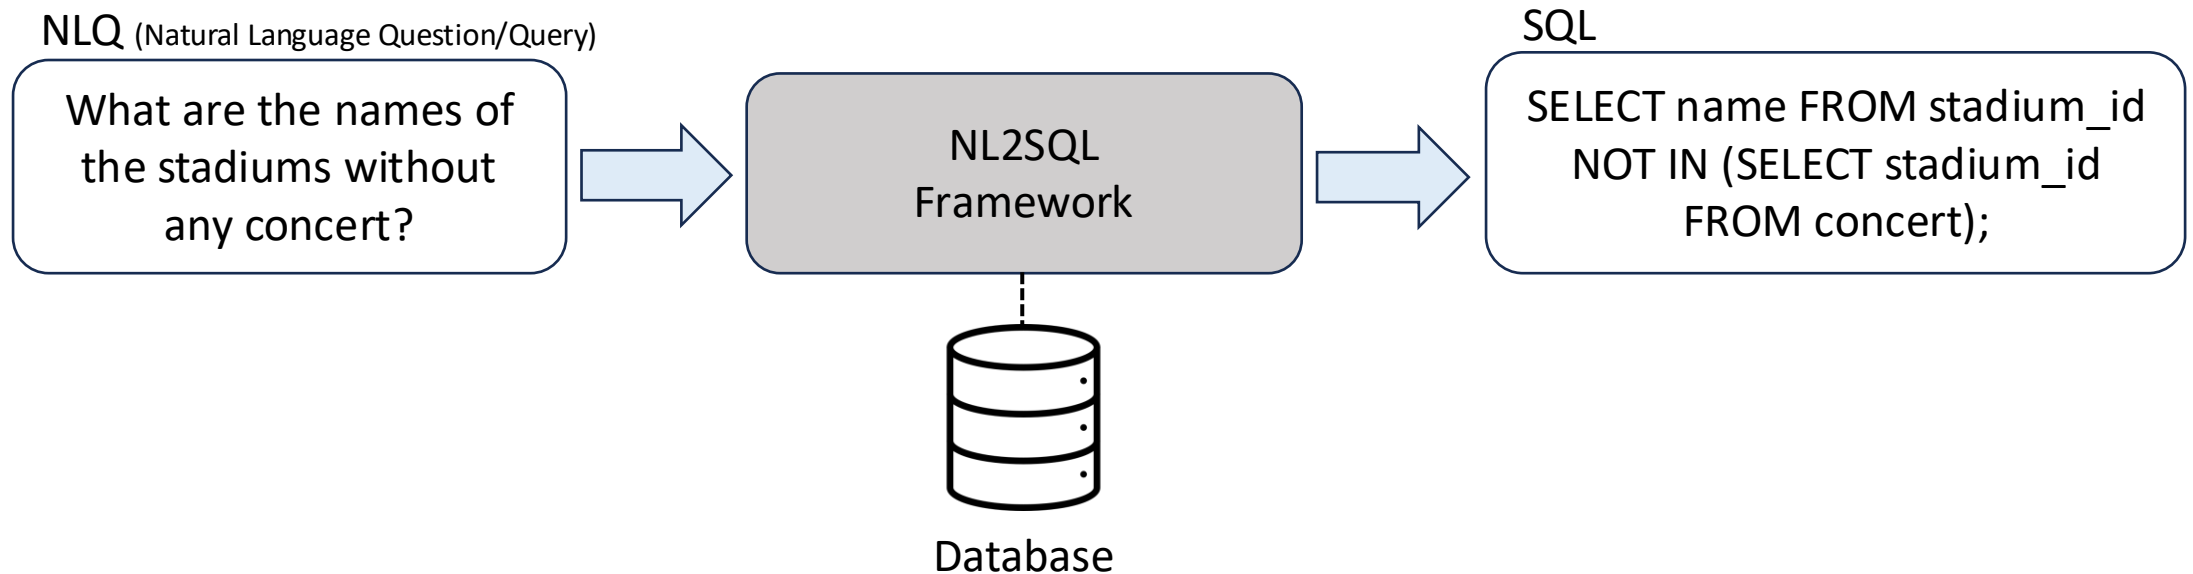 NLQ (Natural Language Question/Query)
What are the names of
the stadiums without
any concert?
NL2SQL
Framework
Database
SQL
SELECT name FROM stadium_id
NOT IN (SELECT stadium_id
FROM concert);